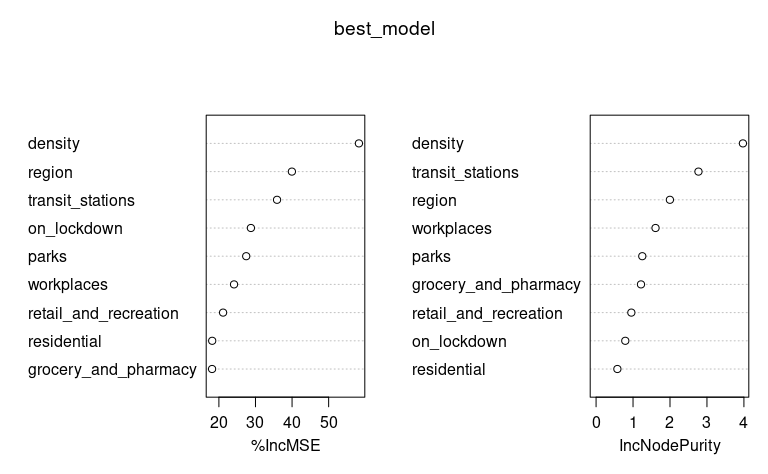 best_model
density
region
transit_stations
on_lockdown
parks
workplaces
retail_and_recreation
residential
grocery_and_pharmacy
20 30 40 50
%IncMSE
density
transit_stations
region
workplaces
parks
grocery_and_pharmacy
retail_and_recreation
on_lockdown
residential
0 1 2 3 4
IncNodePurity